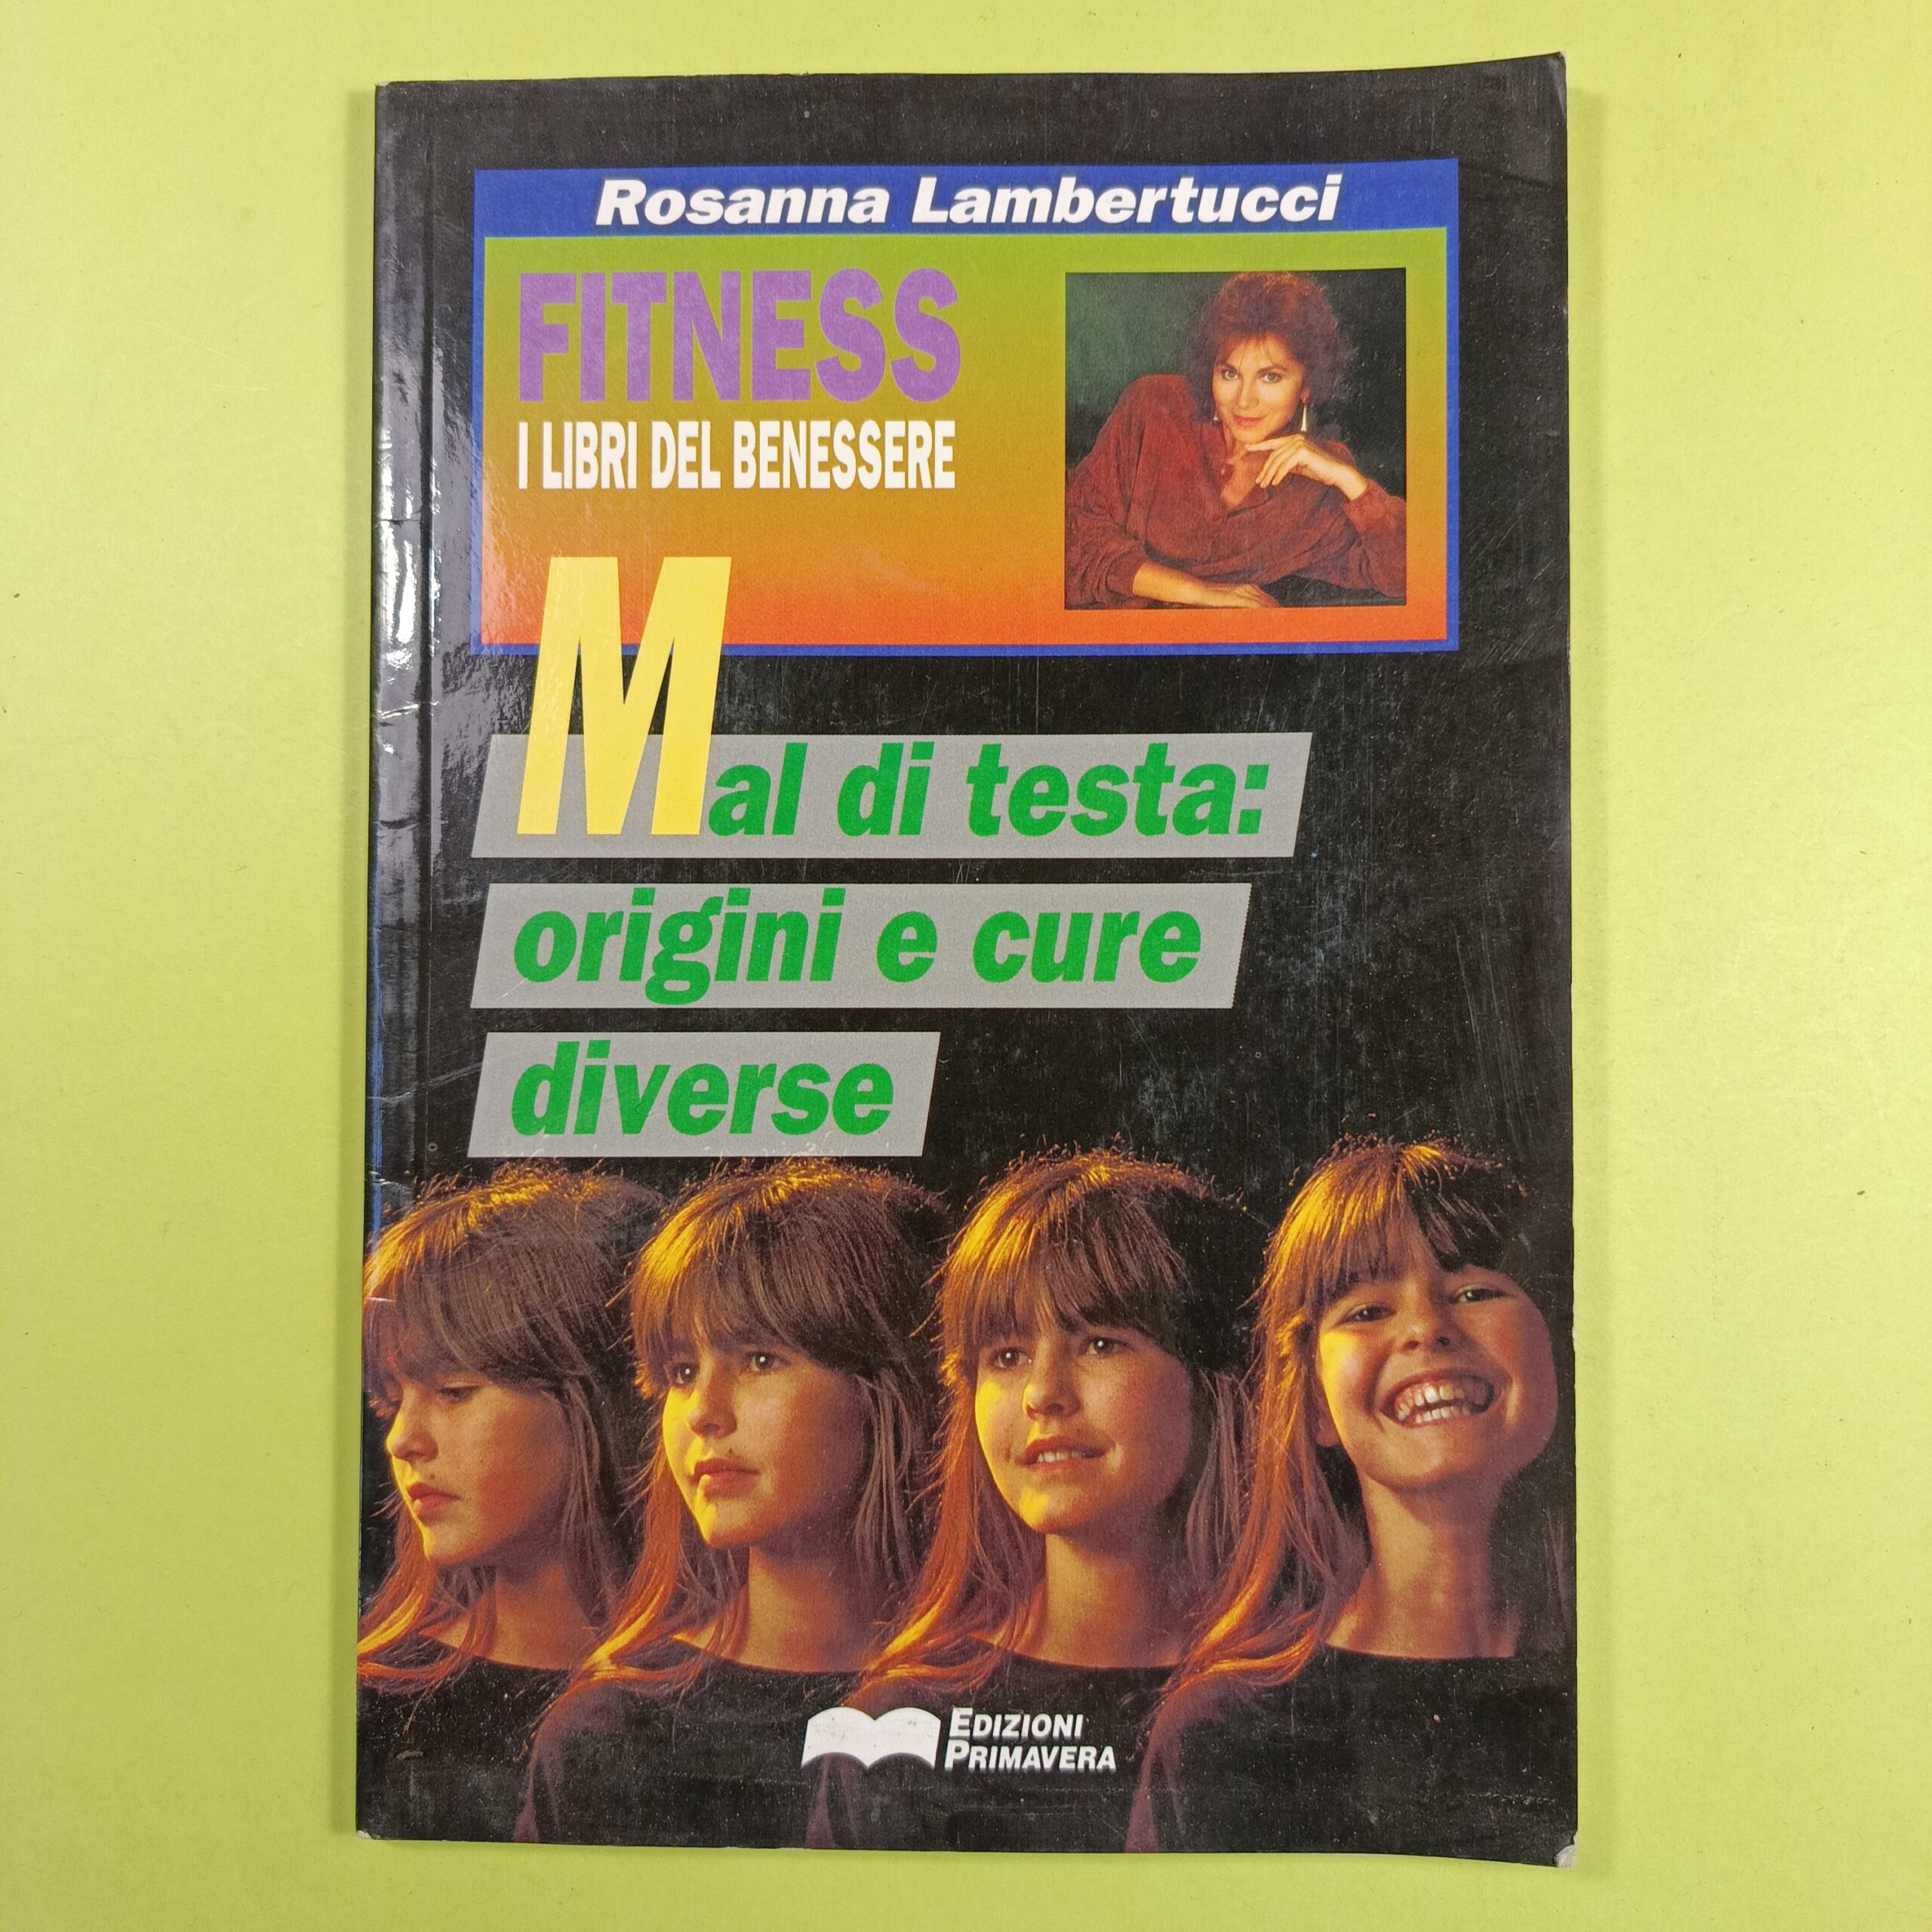 Rosanna Lambertucci
FITNESS
I LIBRI DEL BENESSERE
Mal di testa:
origini e cure
diverse
EDIZIONI
PRIMAVERA